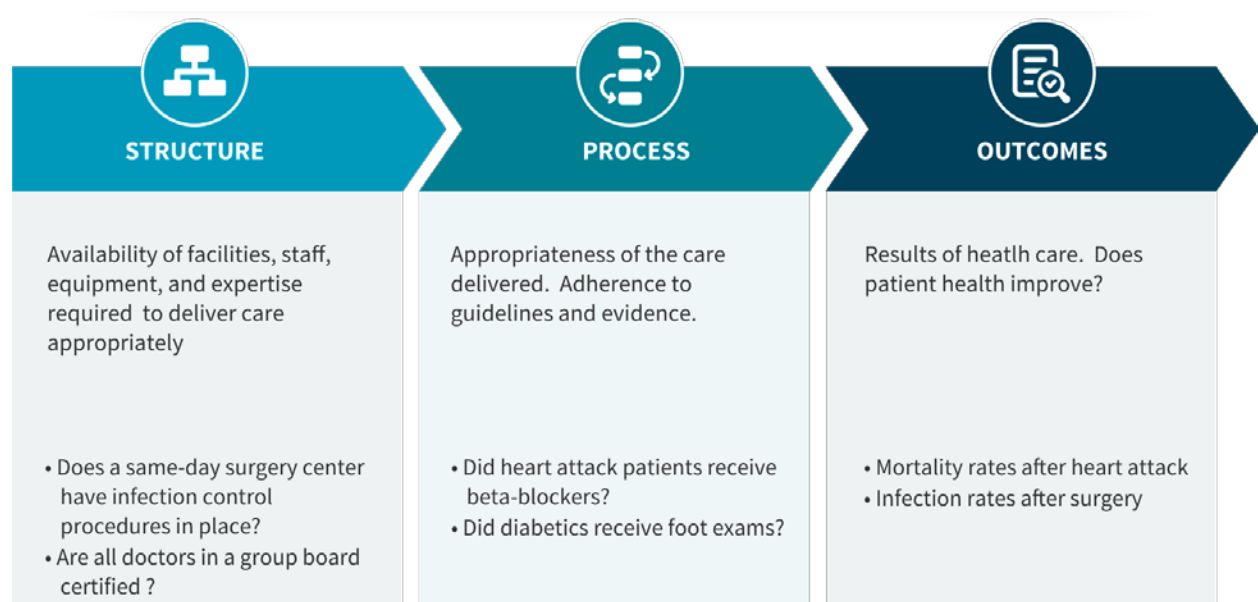 STRUCTURE
Availability of facilities, staff,
equipment, and expertise
required  to deliver care
appropriately
• Does a same-day surgery center
have infection control
procedures in place?
• Are all doctors in a group board
certified ?
PROCESS
Appropriateness of the care
delivered.  Adherence to
guidelines and evidence.
• Did heart attack patients receive
beta-blockers?
• Did diabetics receive foot exams?
OUTCOMES
Results of heatlh care.  Does
patient health improve?
• Mortality rates after heart attack
• Infection rates after surgery